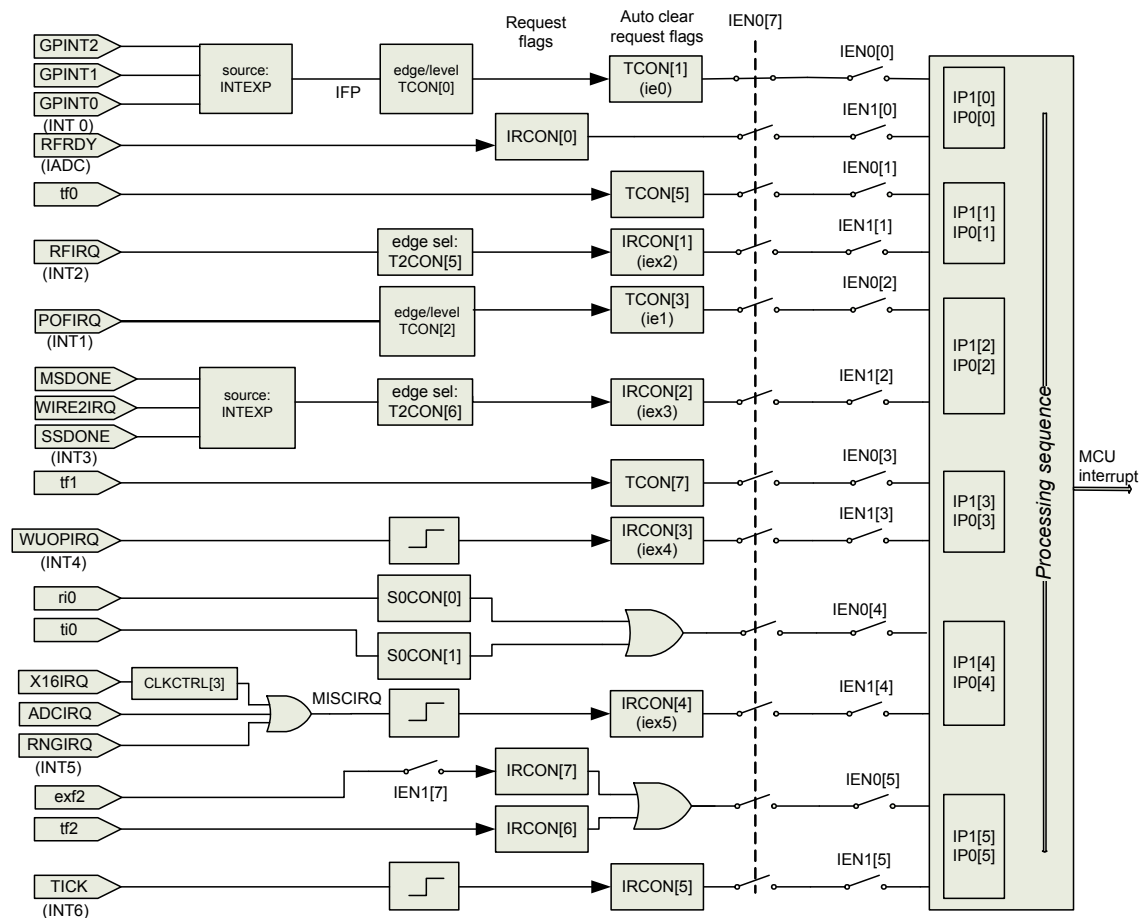 Request
flags
Auto clear
request flags
IEN0[7]
GPINT2
GPINT1
GPINT0
(INT 0)
source:
INTEXP
IFP
edge/level
TCON[0]
TCON[1]
(ie0)
IEN0[0]
IP1[0]
IP0[0]
RFRDY
(IADC)
IRCON[0]
IEN1[0]
tf0
TCON[5]
IEN0[1]
IP1[1]
IP0[1]
RFIRQ
(INT2)
edge sel:
T2CON[5]
IRCON[1]
(iex2)
IEN1[1]
POFIRQ
(INT1)
edge/level
TCON[2]
TCON[3]
(ie1)
IEN0[2]
IP1[2]
IP0[2]
MSDONE
WIRE2IRQ
SSDONE
(INT3)
source:
INTEXP
edge sel:
T2CON[6]
IRCON[2]
(iex3)
IEN1[2]
tf1
TCON[7]
IEN0[3]
IP1[3]
IP0[3]
WUOPIRQ
(INT4)
IRCON[3]
(iex4)
IEN1[3]
Processing sequence
MCU
interrupt
ri0
S0CON[0]
ti0
S0CON[1]
IEN0[4]
IP1[4]
IP0[4]
X16IRQ
CLKCTRL[3]
ADCIRQ
RNGIRQ
(INT5)
MISCIRQ
IRCON[4]
(iex5)
IEN1[4]
exf2
IEN1[7]
IRCON[7]
tf2
IRCON[6]
IEN0[5]
IP1[5]
IP0[5]
TICK
(INT6)
IRCON[5]
IEN1[5]